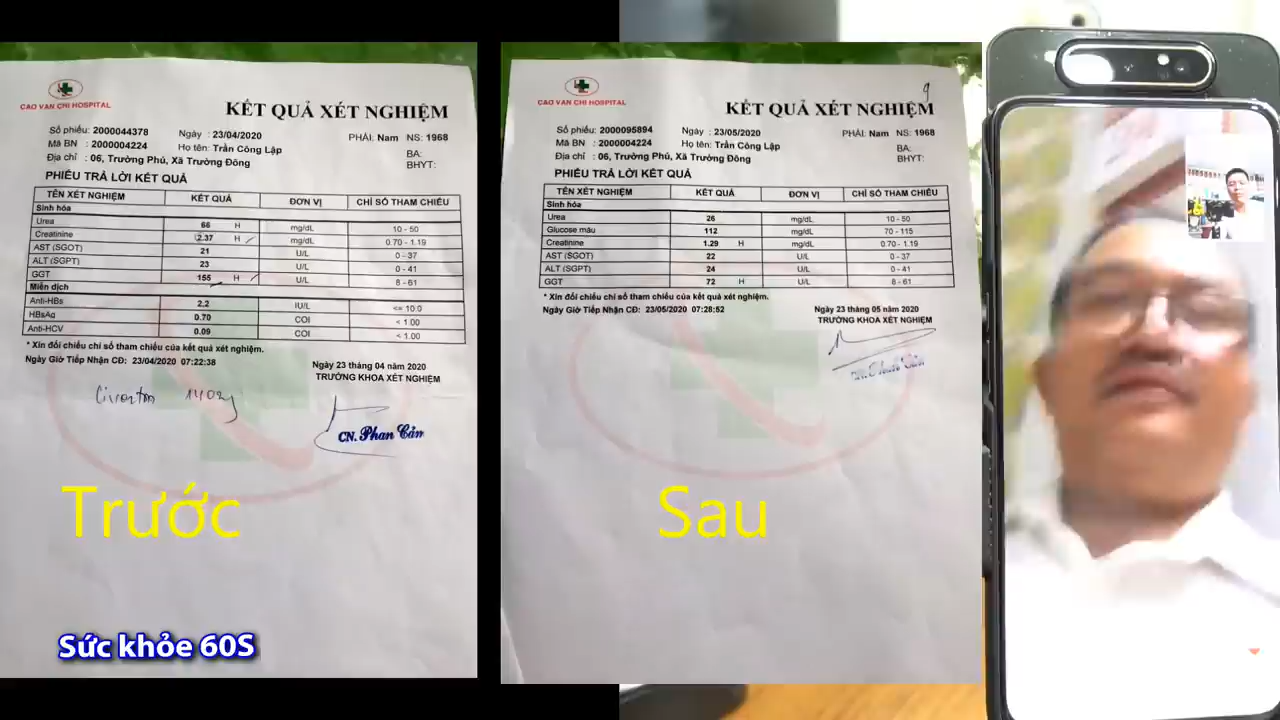 CAO VAN CHI HOSPITAL
KẾT QUẢ XÉT NGHIỆM
Số phiếu: 2000044378 Ngày : 23/04/2020 PHÁI: Nam NS: 1968
Mã BN : 2000004224 Họ tên: Trần Công Lập BA:
Địa chỉ : 06, Trường Phú, Xã Trường Đông BHYT:
PHIẾU TRẢ LỜI KẾT QUẢ
TÊN XÉT NGHIỆM KẾT QUẢ ĐƠN VỊ CHỈ SỐ THAM CHIẾU
Sinh hóa
Urea 66 H mg/dL 10 - 50
Creatinine 2.37 H mg/dL 0.70 - 1.19
AST (SGOT) 21 U/L 0 - 37
ALT (SGPT) 23 U/L 0 - 41
GGT 155 H U/L 8 - 61
Miễn dịch
Anti-HBs 2.2 IU/L <= 10.0
HBsAg 0.70 COI < 1.00
Anti-HCV 0.09 COI < 1.00
* Xin đối chiếu chỉ số tham chiếu của kết quả xét nghiệm.
Ngày Giờ Tiếp Nhận CĐ: 23/04/2020 07:22:38
Ngày 23 tháng 04 năm 2020
TRƯỞNG KHOA XÉT NGHIỆM
CN. Phan Cản
Trước
Sức khỏe 60S
9
CAO VAN CHI HOSPITAL
KẾT QUẢ XÉT NGHIỆM
Số phiếu: 2000095894 Ngày : 23/05/2020 PHÁI: Nam NS: 1968
Mã BN : 2000004224 Họ tên: Trần Công Lập BA:
Địa chỉ : 06, Trường Phú, Xã Trường Đông BHYT:
PHIẾU TRẢ LỜI KẾT QUẢ
TÊN XÉT NGHIỆM KẾT QUẢ ĐƠN VỊ CHỈ SỐ THAM CHIẾU
Sinh hóa
Urea 26 mg/dL 10 - 50
Glucose máu 112 mg/dL 70 - 115
Creatinine 1.29 H mg/dL 0.70 - 1.19
AST (SGOT) 22 U/L 0 - 37
ALT (SGPT) 24 U/L 0 - 41
GGT 72 H U/L 8 - 61
* Xin đối chiếu chỉ số tham chiếu của kết quả xét nghiệm.
Ngày Giờ Tiếp Nhận CĐ: 23/05/2020 07:28:52
Ngày 23 tháng 05 năm 2020
TRƯỞNG KHOA XÉT NGHIỆM
Sau